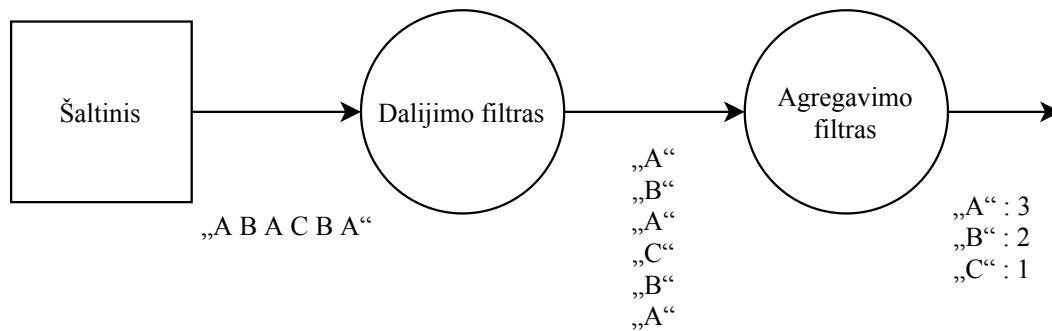 Šaltinis
Dalijimo filtras
Agregavimo
filtras
„A B A C B A“
„A“
„B“
„A“
„C“
„B“
„A“
„A“ : 3
„B“ : 2
„C“ : 1